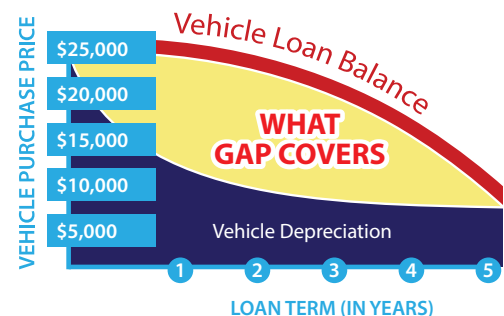 VEHICLE PURCHASE PRICE
$25,000
$20,000
$15,000
$10,000
$5,000
Vehicle Loan Balance
WHAT
GAP COVERS
Vehicle Depreciation
1 2 3 4 5
LOAN TERM (IN YEARS)